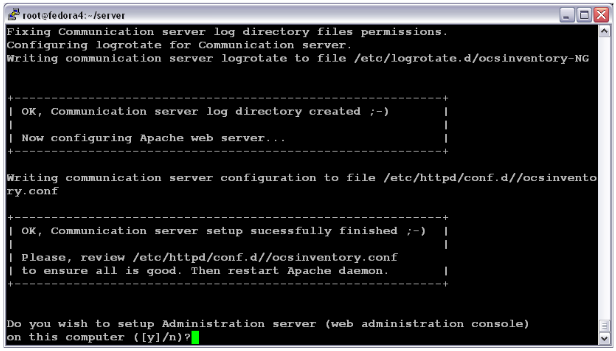 root@fedora4:~/server
Fixing Communication server log directory files permissions.
Configuring logrotate for Communication server.
Writing communication server logrotate to file /etc/logrotate.d/ocsinventory-NG
+----------------------------------------------------------+
| OK, Communication server log directory created ;-) |
| |
| Now configuring Apache web server... |
+----------------------------------------------------------+
Writing communication server configuration to file /etc/httpd/conf.d//ocsinvento
ry.conf
+----------------------------------------------------------+
| OK, Communication server setup sucessfully finished ;-) |
| |
| Please, review /etc/httpd/conf.d//ocsinventory.conf
| to ensure all is good. Then restart Apache daemon. |
+----------------------------------------------------------+
Do you wish to setup Administration server (web administration console)
on this computer ([y]/n)?